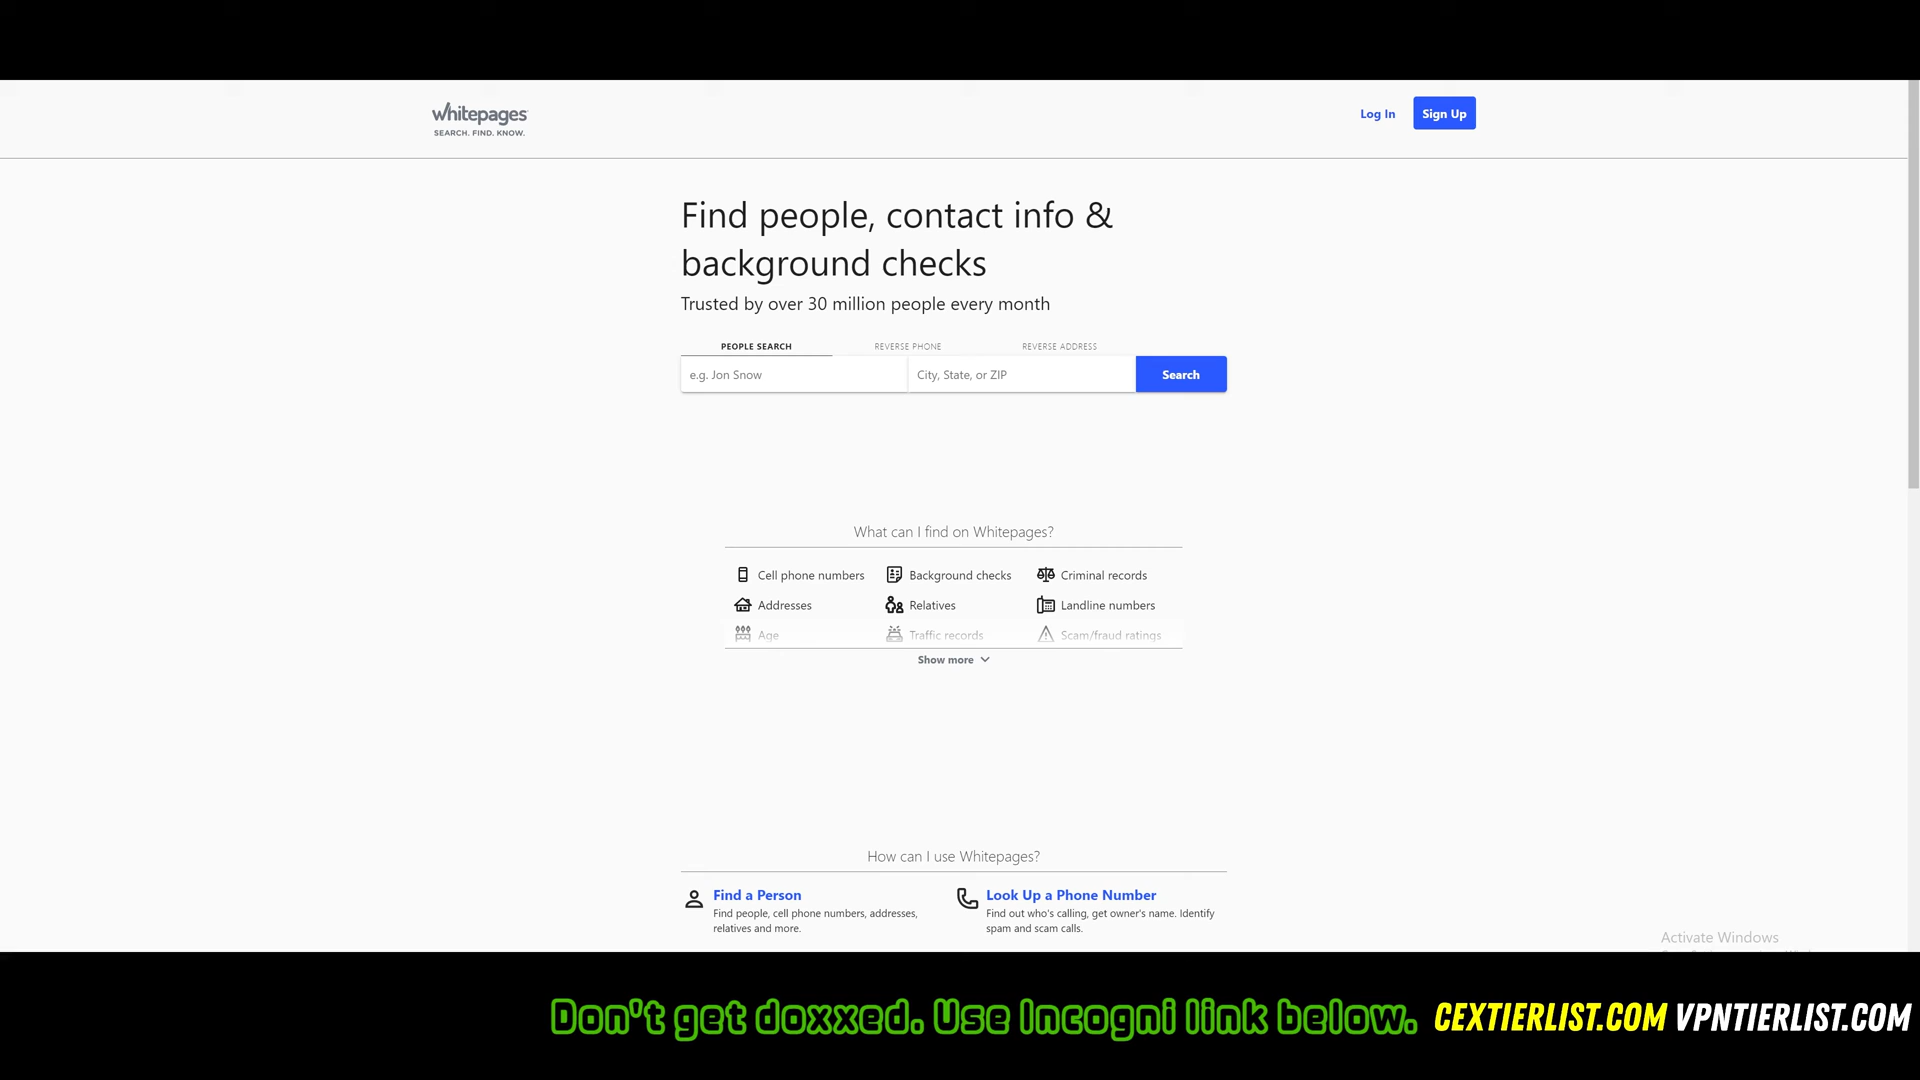 whitepages
SEARCH. FIND. KNOW.
Log In
Sign Up
Find people, contact info &
background checks
Trusted by over 30 million people every month
PEOPLE SEARCH
REVERSE PHONE
REVERSE ADDRESS
e.g. Jon Snow
City, State, or ZIP
Search
What can I find on Whitepages?
Cell phone numbers
Background checks
Criminal records
Addresses
Relatives
Landline numbers
Age
Traffic records
Scam/fraud ratings
Show more
How can I use Whitepages?
Find a Person
Find people, cell phone numbers, addresses,
relatives and more.
Look Up a Phone Number
Find out who's calling, get owner's name. Identify
spam and scam calls.
Activate Windows
Don't get doxxed. Use Incogni link below.
CEXTIERLIST.COM VPNTIERLIST.COM